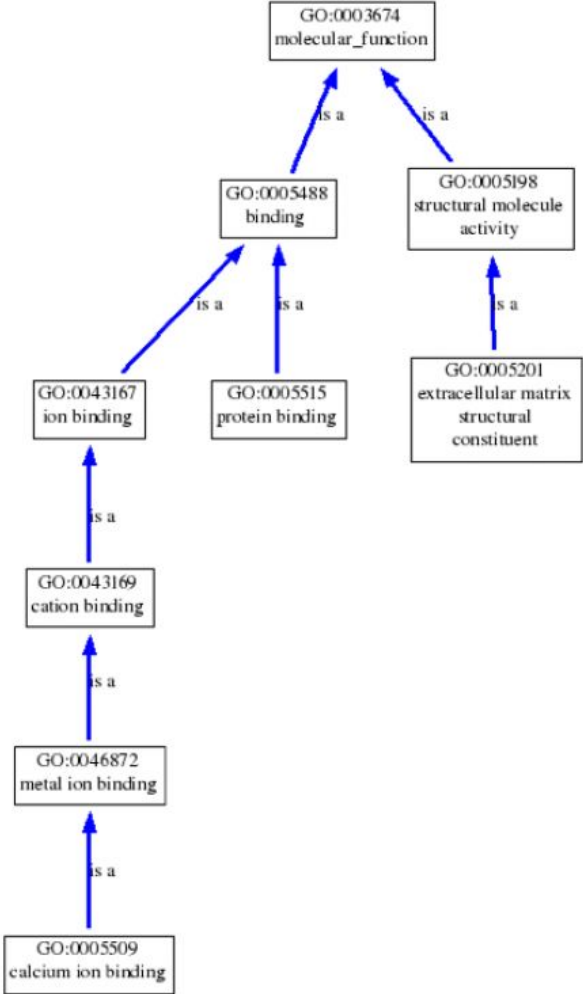 GO:0003674
molecular_function
is a
is a
GO:0005488
binding
GO:0005198
structural molecule
activity
is a
is a
is a
GO:0043167
ion binding
GO:0005515
protein binding
GO:0005201
extracellular matrix
structural
constituent
is a
GO:0043169
cation binding
is a
GO:0046872
metal ion binding
is a
GO:0005509
calcium ion binding